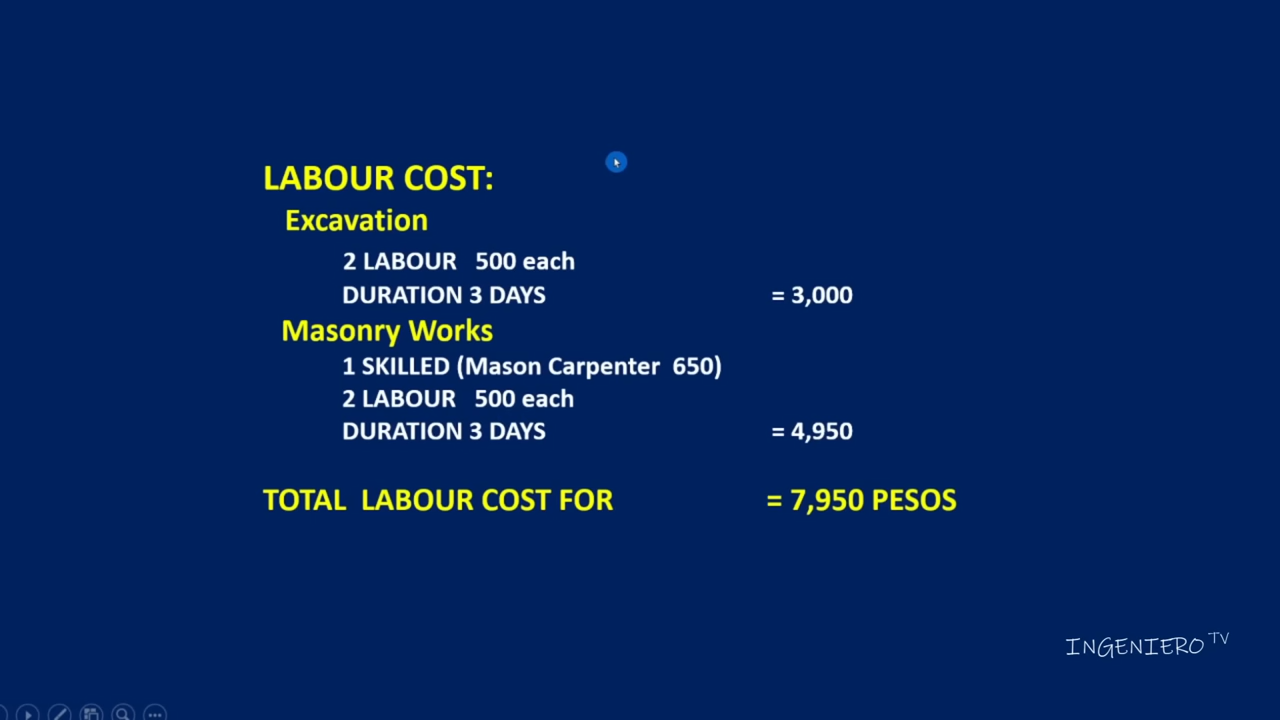 LABOUR COST:
Excavation
2 LABOUR 500 each
DURATION 3 DAYS = 3,000
Masonry Works
1 SKILLED (Mason Carpenter 650)
2 LABOUR 500 each
DURATION 3 DAYS = 4,950
TOTAL LABOUR COST FOR = 7,950 PESOS
INGENIERO TV